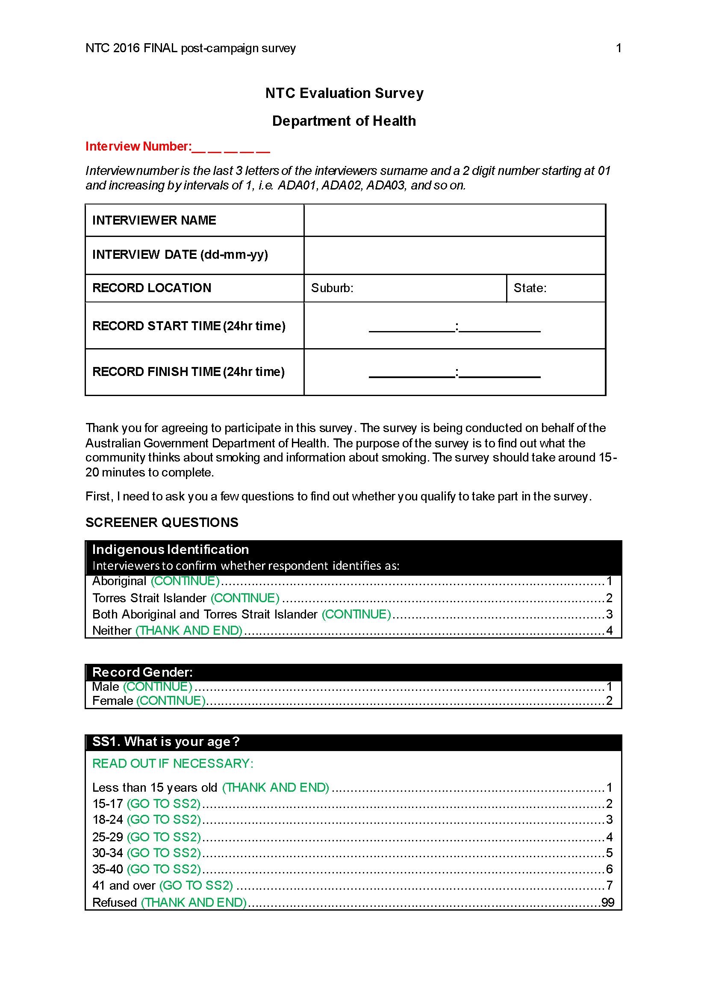 NTC 2016 FINAL post-campaign survey 1
NTC Evaluation Survey
Department of Health
Interview Number:__ __ __ __ __
Interview number is the last 3 letters of the interviewers surname and a 2 digit number starting at 01
and increasing by intervals of 1, i.e. ADA01, ADA02, ADA03, and so on.
INTERVIEWER NAME
INTERVIEW DATE (dd-mm-yy)
RECORD LOCATION Suburb: State:
RECORD START TIME (24hr time) ____________:____________
RECORD FINISH TIME (24hr time) ____________:____________
Thank you for agreeing to participate in this survey. The survey is being conducted on behalf of the
Australian Government Department of Health. The purpose of the survey is to find out what the
community thinks about smoking and information about smoking. The survey should take around 15-
20 minutes to complete.
First, I need to ask you a few questions to find out whether you qualify to take part in the survey.
SCREENER QUESTIONS
Indigenous Identification
Interviewers to confirm whether respondent identifies as:
Aboriginal (CONTINUE)....................1
Torres Strait Islander (CONTINUE)....................2
Both Aboriginal and Torres Strait Islander (CONTINUE)....................3
Neither (THANK AND END)....................4
Record Gender:
Male (CONTINUE)....................1
Female (CONTINUE)....................2
SS1. What is your age?
READ OUT IF NECESSARY:
Less than 15 years old (THANK AND END)....................1
15-17 (GO TO SS2)....................2
18-24 (GO TO SS2)....................3
25-29 (GO TO SS2)....................4
30-34 (GO TO SS2)....................5
35-40 (GO TO SS2)....................6
41 and over (GO TO SS2)....................7
Refused (THANK AND END)....................99